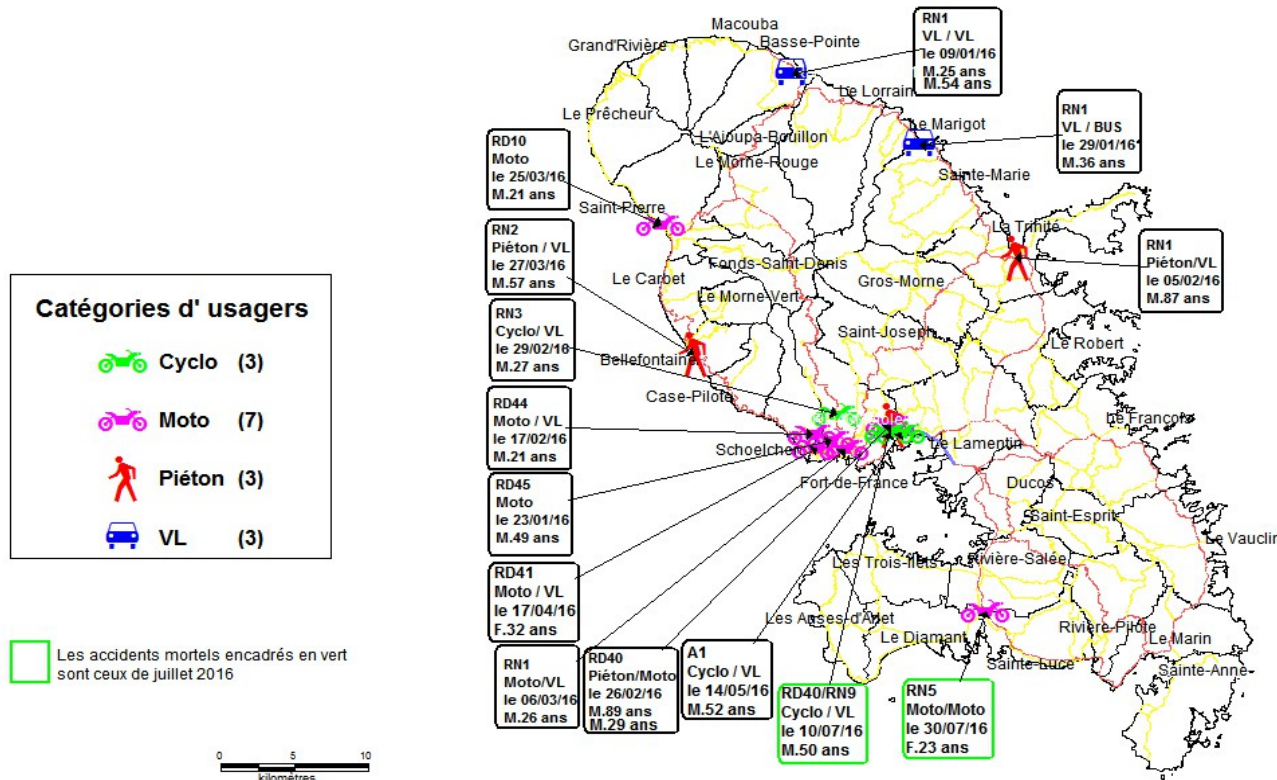 Macouba
Grand'Rivière
Basse-Pointe
Le Prêcheur
Le Lorrain
L'Ajoupa-Bouillon
Le Marigot
Le Morne-Rouge
Sainte-Marie
Saint-Pierre
La Trinité
Fonds-Saint-Denis
Le Carbet
Gros-Morne
Le Morne-Vert
Saint-Joseph
Le Robert
Bellefontaine
Case-Pilote
Le François
Schoelcher
Le Lamentin
Fort-de-France
Ducos
Saint-Esprit
Le Vauclin
Les Trois-Ilets
Rivière-Salée
Les Anses-d'Arlet
Rivière-Pilote
Le Diamant
Le Marin
Sainte-Luce
Sainte-Anne
RN1
VL / VL
le 09/01/16
M.25 ans
M.54 ans
RN1
VL / BUS
le 29/01/16
M.36 ans
RN1
Piéton/VL
le 05/02/16
M.87 ans
RD10
Moto
le 25/03/16
M.21 ans
RN2
Piéton / VL
le 27/03/16
M.57 ans
RN3
Cyclo/ VL
le 29/02/16
M.27 ans
RD44
Moto / VL
le 17/02/16
M.21 ans
RD45
Moto
le 23/01/16
M.49 ans
RD41
Moto / VL
le 17/04/16
F.32 ans
RN1
Moto/VL
le 06/03/16
M.26 ans
RD40
Piéton/Moto
le 26/02/16
M.89 ans
M.29 ans
A1
Cyclo / VL
le 14/05/16
M.52 ans
RD40/RN9
Cyclo / VL
le 10/07/16
M.50 ans
RN5
Moto/Moto
le 30/07/16
F.23 ans
Catégories d' usagers
Cyclo (3)
Moto (7)
Piéton (3)
VL (3)
Les accidents mortels encadrés en vert
sont ceux de juillet 2016
0 5 10
kilomètres